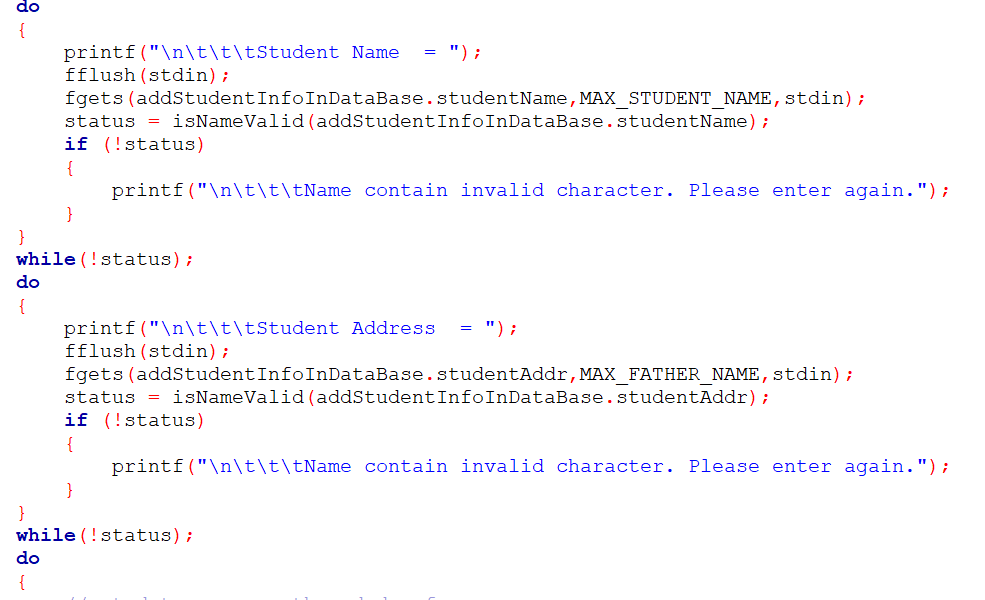 do
{
    printf("\n\t\t\tStudent Name  = ");
    fflush(stdin);
    fgets(addStudentInfoInDataBase.studentName,MAX_STUDENT_NAME,stdin);
    status = isNameValid(addStudentInfoInDataBase.studentName);
    if (!status)
    {
        printf("\n\t\t\tName contain invalid character. Please enter again.");
    }
}
while(!status);
do
{
    printf("\n\t\t\tStudent Address  = ");
    fflush(stdin);
    fgets(addStudentInfoInDataBase.studentAddr,MAX_FATHER_NAME,stdin);
    status = isNameValid(addStudentInfoInDataBase.studentAddr);
    if (!status)
    {
        printf("\n\t\t\tName contain invalid character. Please enter again.");
    }
}
while(!status);
do
{